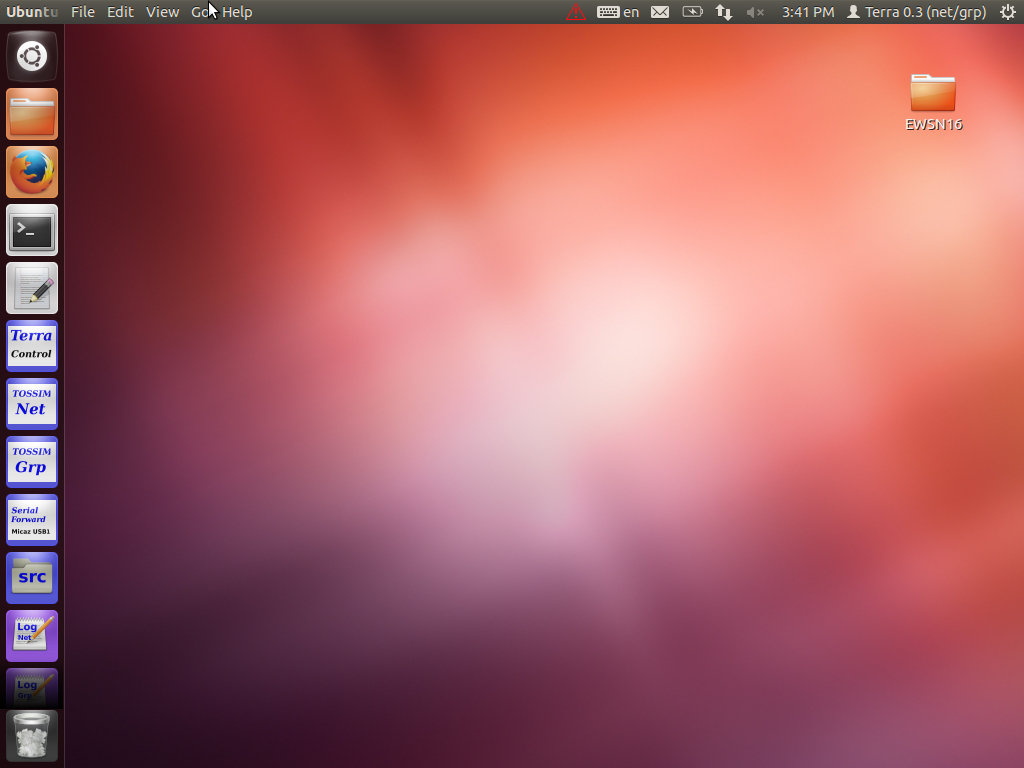 Ubuntu File Edit View Go Help en 3:41 PM Terra 0.3 (net/grp)
EWSN16
>_
Terra
Control
TOSSIM
Net
TOSSIM
Grp
Serial
Forward
Micaz USB1
src
Log
Net
Log
Grp